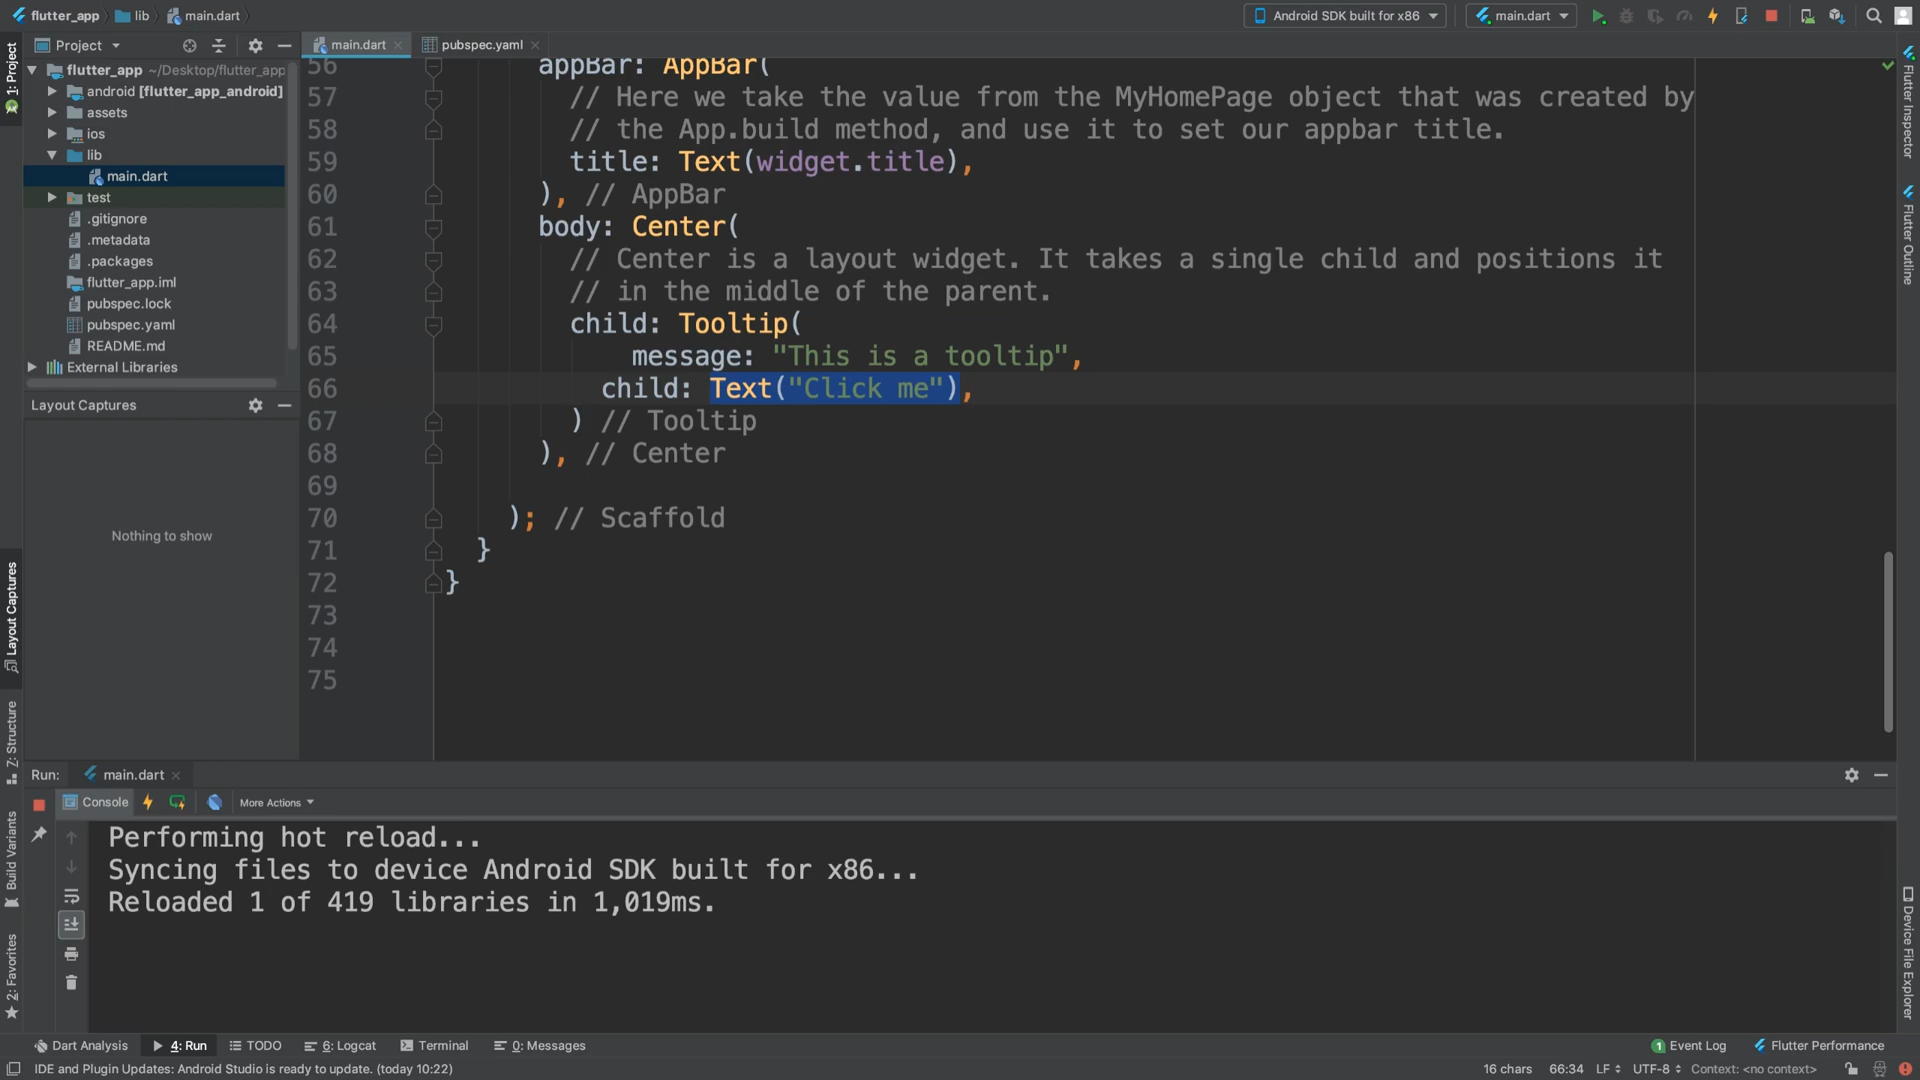 flutter_app
lib
main.dart
Android SDK built for x86
main.dart
1: Project
Project
main.dart
pubspec.yaml
flutter_app ~/Desktop/flutter_app
android [flutter_app_android]
assets
ios
lib
main.dart
test
.gitignore
.metadata
.packages
flutter_app.iml
pubspec.lock
pubspec.yaml
README.md
External Libraries
Layout Captures
Nothing to show
56 appBar: AppBar(
57 // Here we take the value from the MyHomePage object that was created by
58 // the App.build method, and use it to set our appbar title.
59 title: Text(widget.title),
60 ), // AppBar
61 body: Center(
62 // Center is a layout widget. It takes a single child and positions it
63 // in the middle of the parent.
64 child: Tooltip(
65 message: "This is a tooltip",
66 child: Text("Click me"),
67 ) // Tooltip
68 ), // Center
69
70 ); // Scaffold
71 }
72 }
73
74
75
Flutter Inspector
Flutter Outline
Device File Explorer
Layout Captures
Z: Structure
Build Variants
2: Favorites
Run:
main.dart
Console
More Actions
Performing hot reload...
Syncing files to device Android SDK built for x86...
Reloaded 1 of 419 libraries in 1,019ms.
Dart Analysis
4: Run
TODO
6: Logcat
Terminal
0: Messages
1 Event Log
Flutter Performance
IDE and Plugin Updates: Android Studio is ready to update. (today 10:22)
16 chars
66:34
LF
UTF-8
Context: <no context>